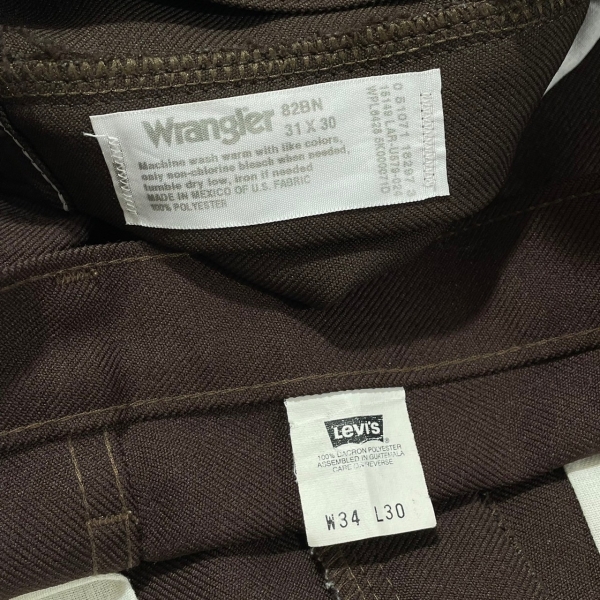 Wrangler 82BN
31 X 30
Machine wash warm with like colors,
only non-chlorine bleach when needed,
tumble dry low, iron if needed
MADE IN MEXICO OF U.S. FABRIC
100% POLYESTER
WPL6428
LEVI'S
100% DACRON POLYESTER
ASSEMBLED IN GUATEMALA
CARE ON REVERSE
W34 L30